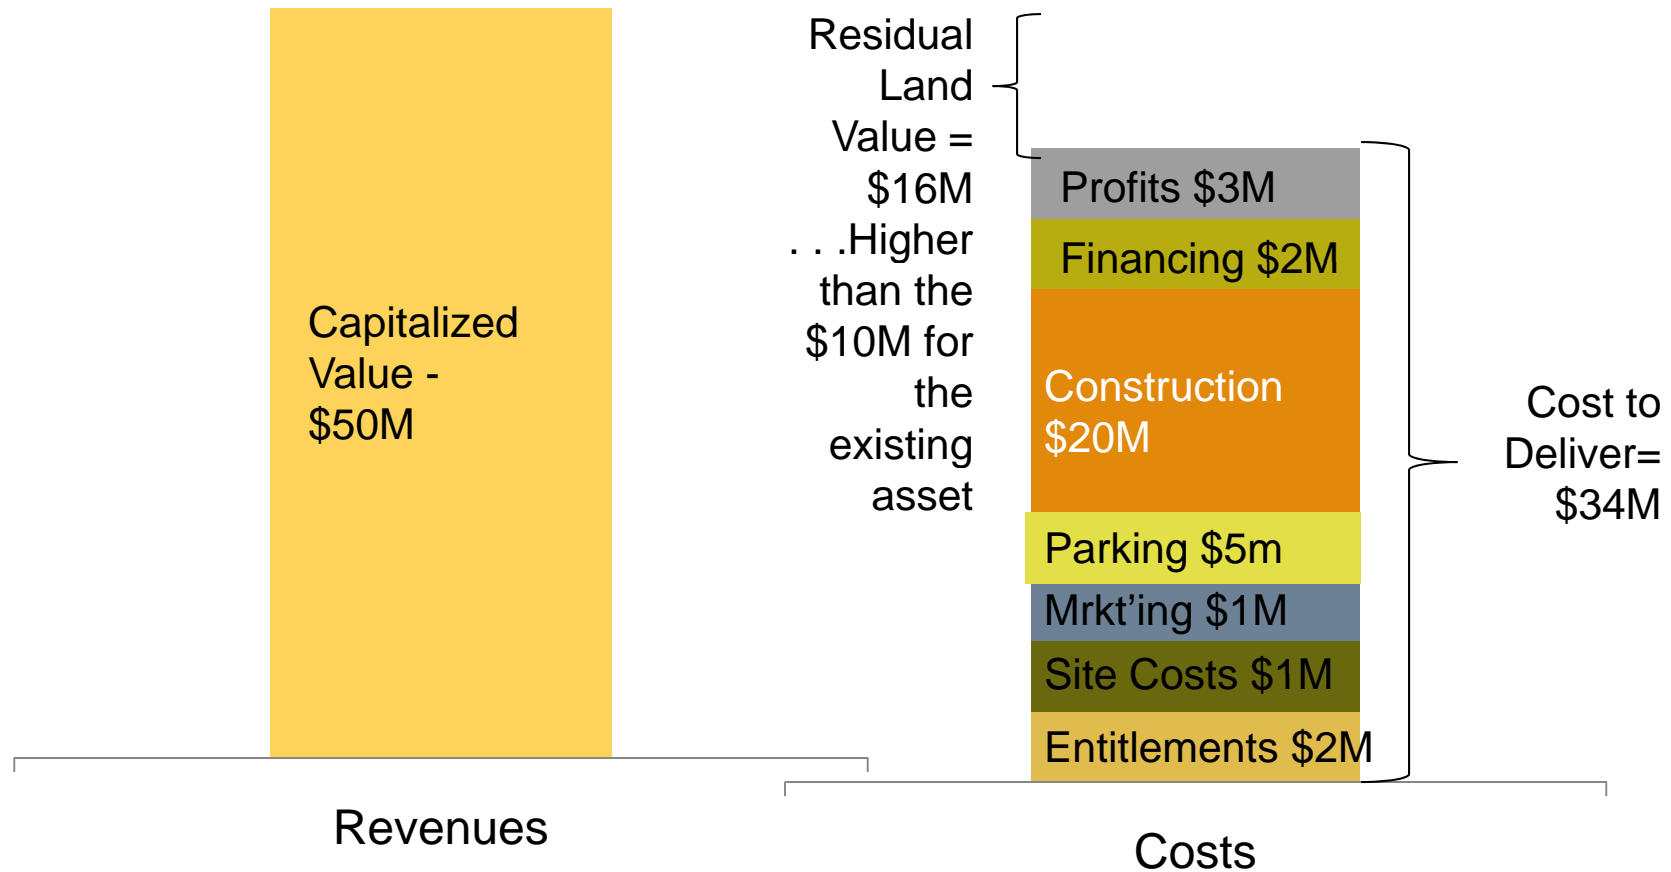 Capitalized
Value -
$50M
Revenues
Residual
Land
Value =
$16M
. . .Higher
than the
$10M for
the
existing
asset
Profits $3M
Financing $2M
Construction
$20M
Parking $5m
Mrkt’ing $1M
Site Costs $1M
Entitlements $2M
Cost to
Deliver=
$34M
Costs